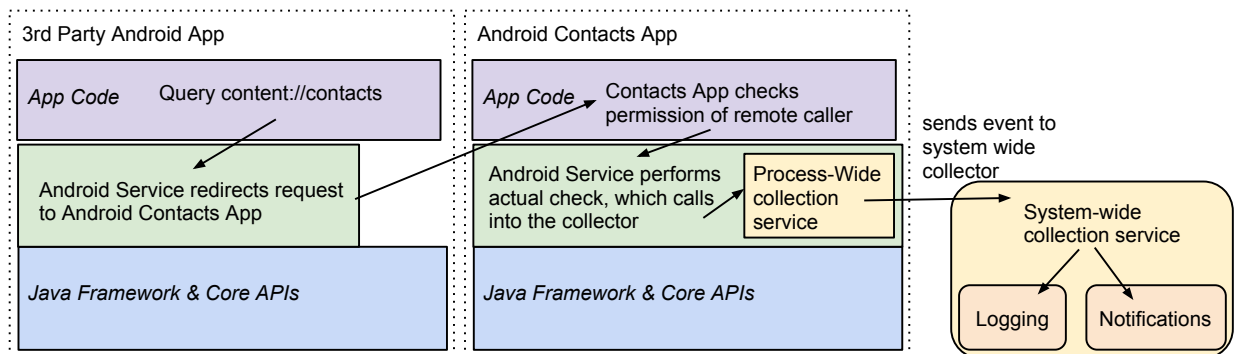 3rd Party Android App
App Code
Query content://contacts
Android Service redirects request
to Android Contacts App
Java Framework & Core APIs
Android Contacts App
App Code
Contacts App checks
permission of remote caller
Android Service performs
actual check, which calls
into the collector
Process-Wide
collection
service
Java Framework & Core APIs
sends event to
system wide
collector
System-wide
collection service
Logging
Notifications